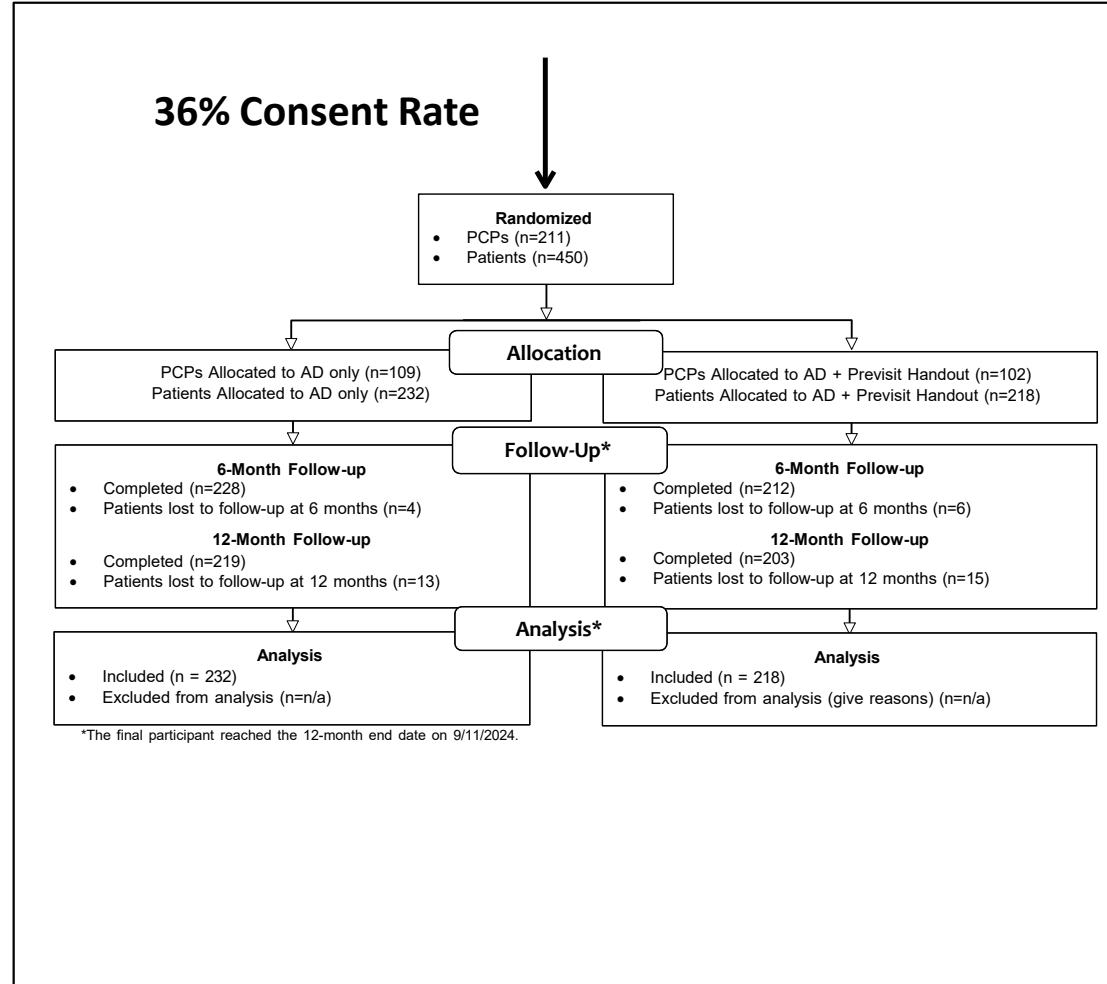 36% Consent Rate
Randomized
• PCPs (n=211)
• Patients (n=450)
Allocation
PCPs Allocated to AD only (n=109)
Patients Allocated to AD only (n=232)
PCPs Allocated to AD + Previsit Handout (n=102)
Patients Allocated to AD + Previsit Handout (n=218)
Follow-Up*
6-Month Follow-up
• Completed (n=228)
• Patients lost to follow-up at 6 months (n=4)
12-Month Follow-up
• Completed (n=219)
• Patients lost to follow-up at 12 months (n=13)
6-Month Follow-up
• Completed (n=212)
• Patients lost to follow-up at 6 months (n=6)
12-Month Follow-up
• Completed (n=203)
• Patients lost to follow-up at 12 months (n=15)
Analysis*
Analysis
• Included (n = 232)
• Excluded from analysis (n=n/a)
Analysis
• Included (n = 218)
• Excluded from analysis (give reasons) (n=n/a)
*The final participant reached the 12-month end date on 9/11/2024.